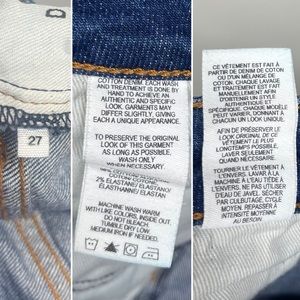 27
COTTON DENIM. EACH WASH
AND TREATMENT IS DONE
BY HAND TO ACHIEVE AN
AUTHENTIC AND SPECIFIC
LOOK. GARMENTS MAY
DIFFER SLIGHTLY, GIVING
EACH A UNIQUE APPEARANCE.
TO PRESERVE THE ORIGINAL
LOOK OF THIS GARMENT
AS LONG AS POSSIBLE,
WASH ONLY
WHEN NECESSARY.
2% ELASTANE/
MACHINE WASH WARM
WITH LIKE COLORS, INSIDE
OUT. DO NOT BLEACH.
TUMBLE DRY LOW.
MEDIUM IRON IF NEEDED.
CE VÊTEMENT EST FAIT À
PARTIR DE DENIM DE COTON
OU D'UN MÉLANGE DE
COTON. CHAQUE LAVAGE
ET TRAITEMENT EST FAIT
MANUELLEMENT AFIN
D'OBTENIR UN STYLE
AUTHENTIQUE ET
SPÉCIFIQUE. CHAQUE
MODÈLE PEUT VARIER,
DONNANT À CHACUN
UN LOOK UNIQUE.
AFIN DE PRÉSERVER LE
LOOK ORIGINAL DE CE
VÊTEMENT LE PLUS
LONGTEMPS POSSIBLE,
LAVER SEULEMENT
QUAND NÉCESSAIRE.
TOURNER LE VÊTEMENT À
L'ENVERS. LAVER À LA
MACHINE À L'EAU TIÈDE À
L'ENVERS. NE PAS UTILISER
D'EAU DE JAVEL.
SÉCHER PAR CULBUTAGE, CYCLE
MOYEN. REPASSER À
INTENSITÉ MOYENNE
AU BESOIN